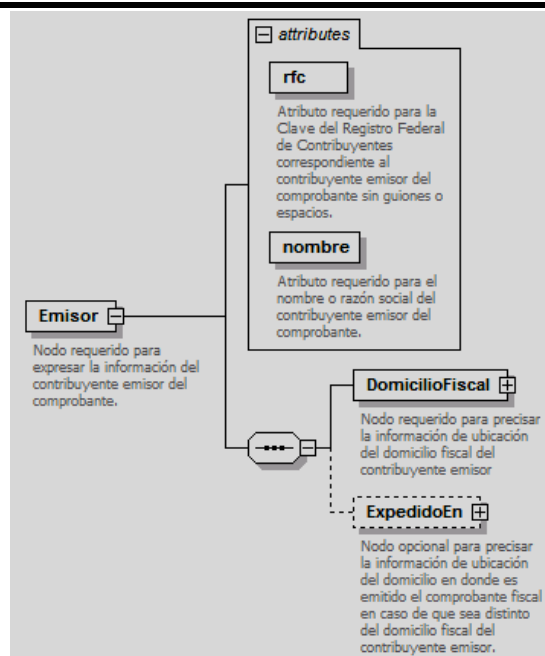 attributes
rfc
Atributo requerido para la
Clave del Registro Federal
de Contribuyentes
correspondiente al
contribuyente emisor del
comprobante sin guiones o
espacios.
nombre
Atributo requerido para el
nombre o razón social del
contribuyente emisor del
comprobante.
Emisor
Nodo requerido para
expresar la información del
contribuyente emisor del
comprobante.
DomicilioFiscal
Nodo requerido para precisar
la información de ubicación
del domicilio fiscal del
contribuyente emisor
ExpedidoEn
Nodo opcional para precisar
la información de ubicación
del domicilio en donde es
emitido el comprobante fiscal
en caso de que sea distinto
del domicilio fiscal del
contribuyente emisor.